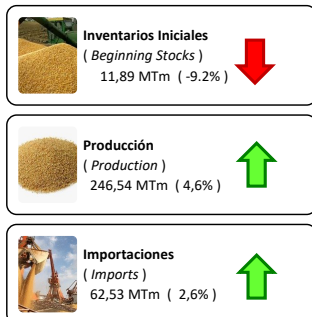 Inventarios Iniciales
( Beginning Stocks )
11,89 MTm ( -9.2% )
Producción
( Production )
246,54 MTm ( 4,6% )
Importaciones
( Imports )
62,53 MTm ( 2,6% )